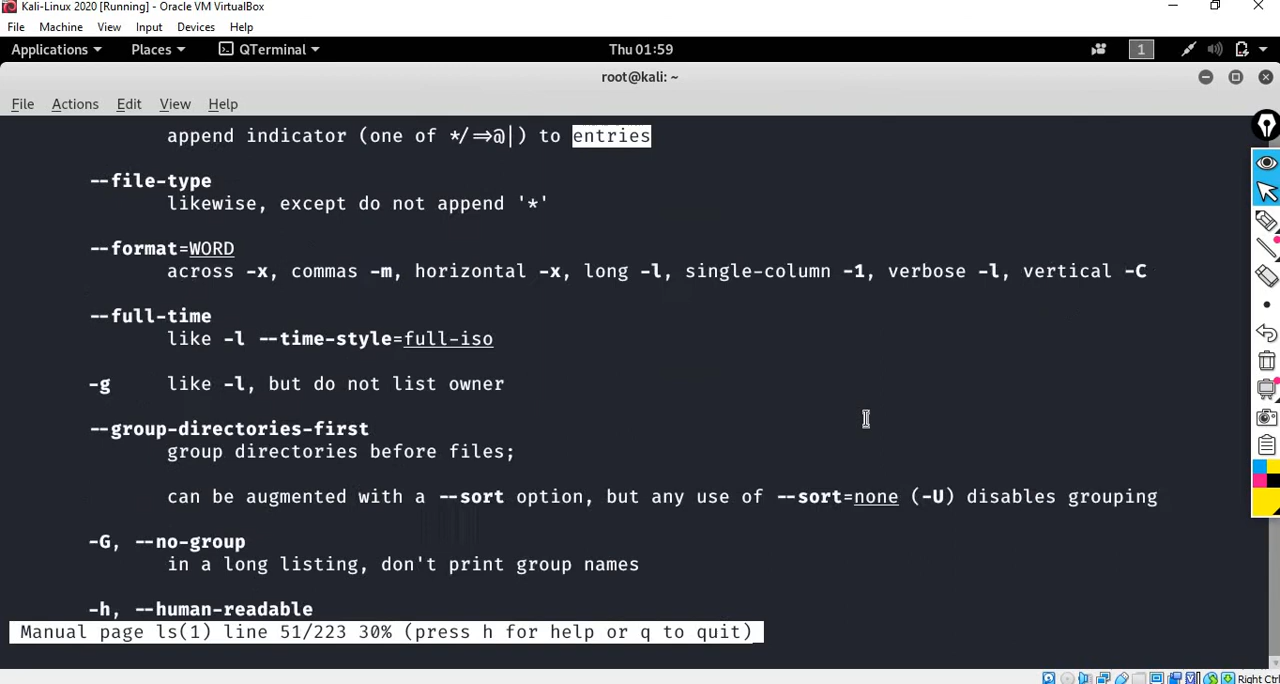 Kali-Linux 2020 [Running] - Oracle VM VirtualBox
File Machine View Input Devices Help
Applications Places QTerminal Thu 01:59 1
root@kali: ~
File Actions Edit View Help
append indicator (one of */=>@|) to entries
--file-type
likewise, except do not append '*'
--format=WORD
across -x, commas -m, horizontal -x, long -l, single-column -1, verbose -l, vertical -C
--full-time
like -l --time-style=full-iso
-g like -l, but do not list owner
--group-directories-first
group directories before files;
can be augmented with a --sort option, but any use of --sort=none (-U) disables grouping
-G, --no-group
in a long listing, don't print group names
-h, --human-readable
Manual page ls(1) line 51/223 30% (press h for help or q to quit)
Right Ctrl